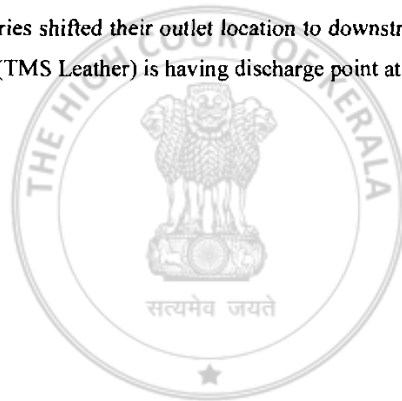 ries shifted their outlet location to downstr
(TMS Leather) is having discharge point at
THE HIGH COURT OF KERALA
सत्यमेव जयते